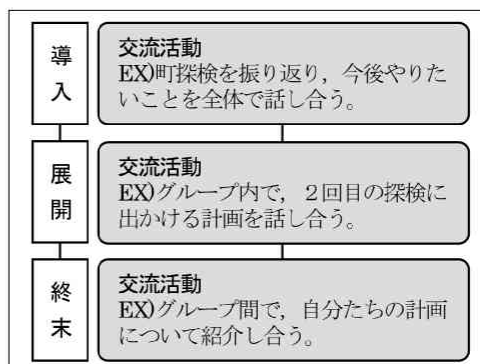 導入
交流活動
EX)町探検を振り返り，今後やりた
いことを全体で話し合う。
展開
交流活動
EX)グループ内で，２回目の探検に
出かける計画を話し合う。
終末
交流活動
EX)グループ間で，自分たちの計画
について紹介し合う。